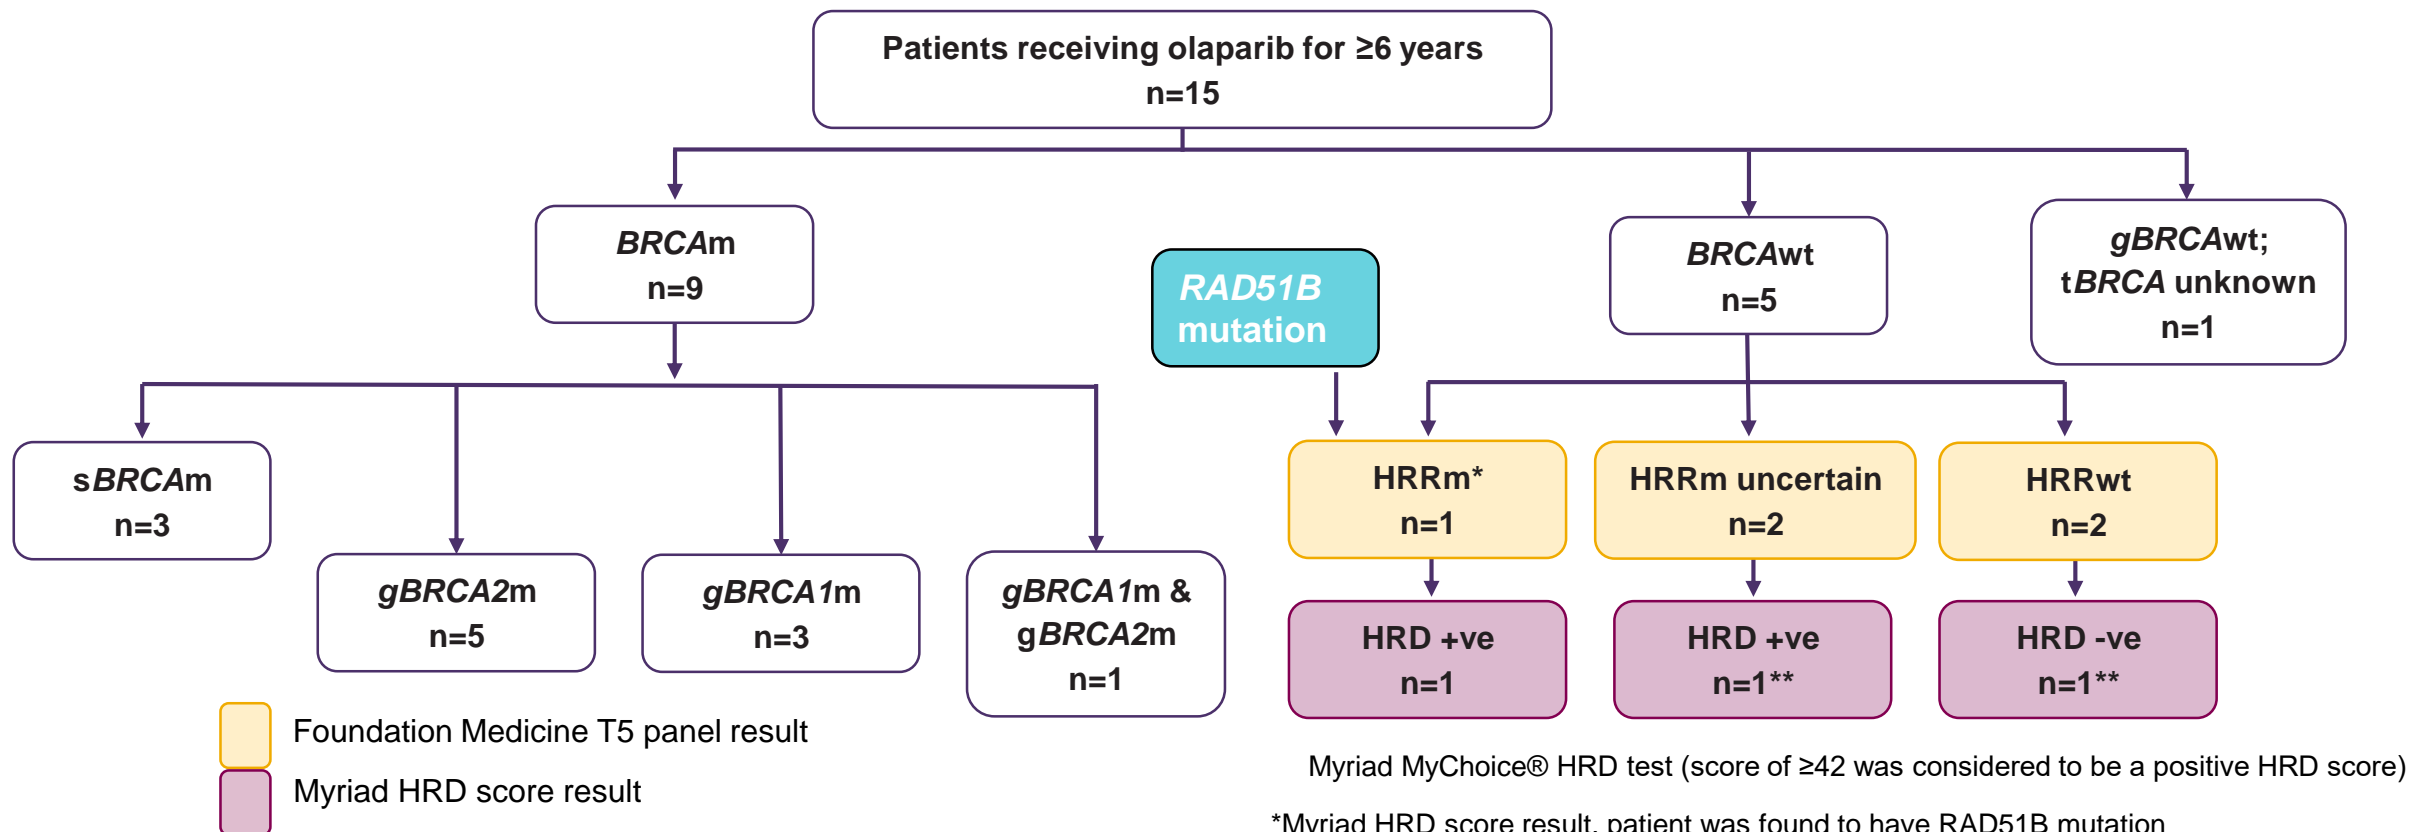 Patients receiving olaparib for ≥6 years
n=15
BRCAm
n=9
BRCAwt
n=5
gBRCAwt;
tBRCA unknown
n=1
RAD51B
mutation
sBRCAm
n=3
gBRCA2m
n=5
gBRCA1m
n=3
gBRCA1m &
gBRCA2m
n=1
HRRm*
n=1
HRRm uncertain
n=2
HRRwt
n=2
HRD +ve
n=1
HRD +ve
n=1**
HRD -ve
n=1**
Foundation Medicine T5 panel result
Myriad HRD score result
Myriad MyChoice® HRD test (score of ≥42 was considered to be a positive HRD score)
*Myriad HRD score result, patient was found to have RAD51B mutation